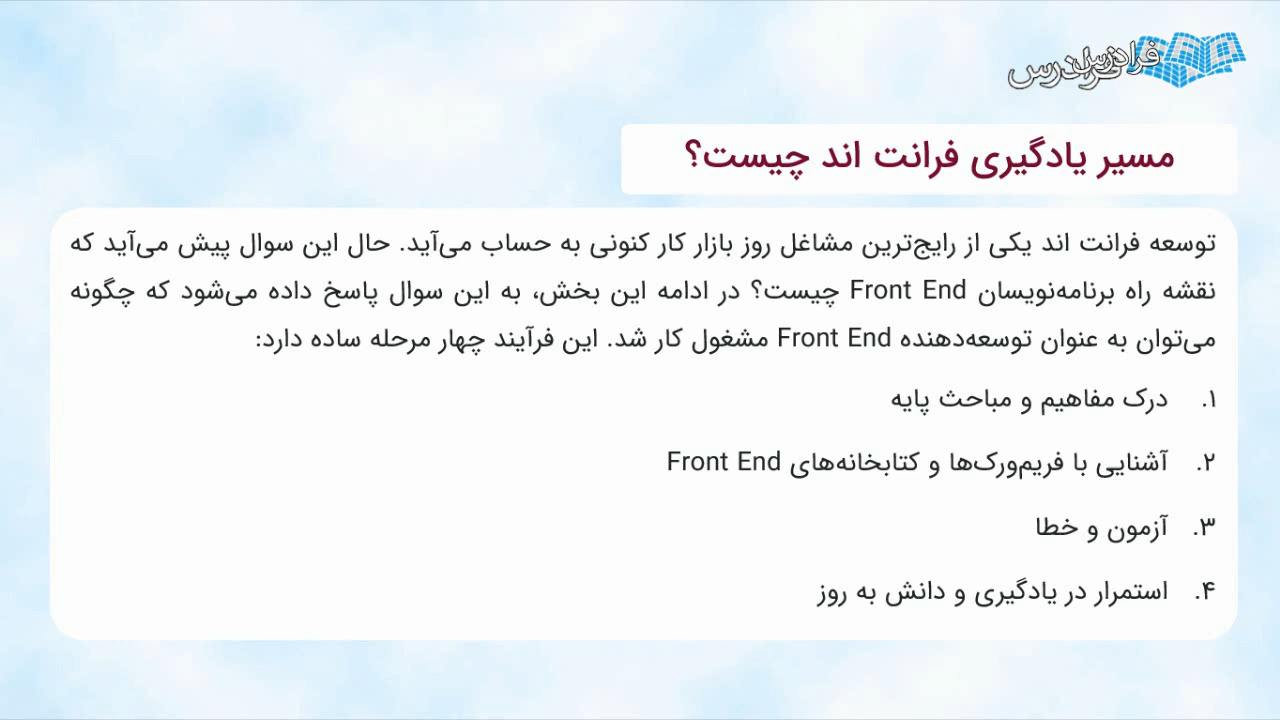 فرادرس
مسیر یادگیری فرانت اند چیست؟
توسعه فرانت اند یکی از رایج‌ترین مشاغل روز بازار کار کنونی به حساب می‌آید. حال این سوال پیش می‌آید که
نقشه راه برنامه‌نویسان Front End چیست؟ در ادامه این بخش، به این سوال پاسخ داده می‌شود که چگونه
می‌توان به عنوان توسعه‌دهنده Front End مشغول کار شد. این فرآیند چهار مرحله ساده دارد:
۱. درک مفاهیم و مباحث پایه
۲. آشنایی با فریم‌ورک‌ها و کتابخانه‌های Front End
۳. آزمون و خطا
۴. استمرار در یادگیری و دانش به روز